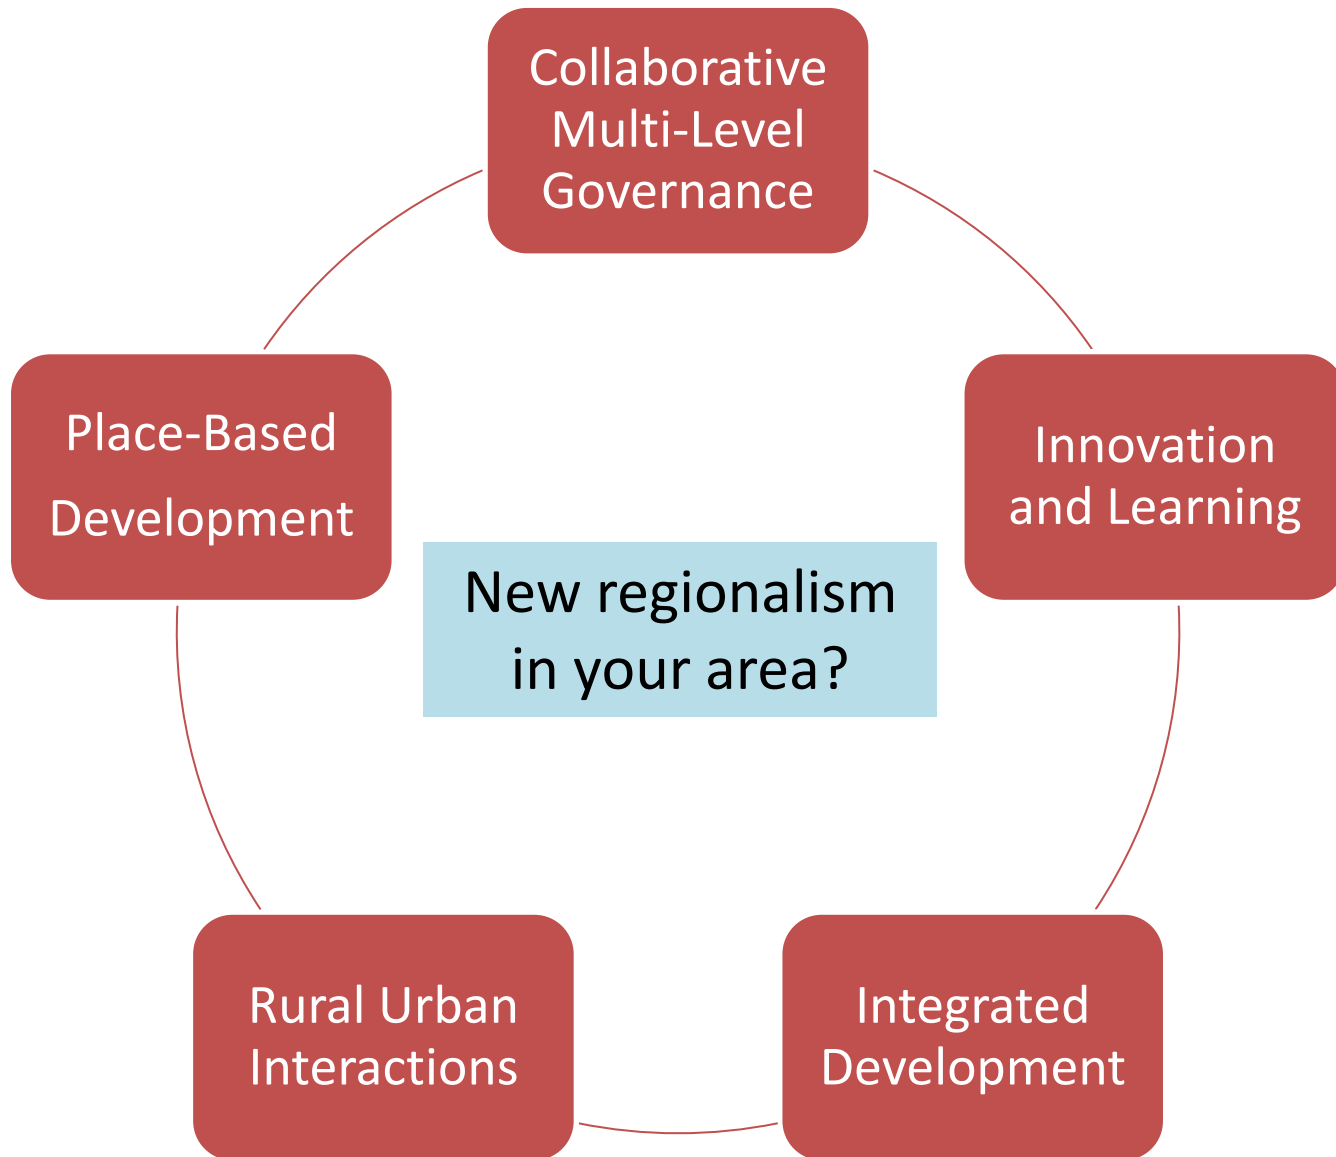 Collaborative
Multi-Level
Governance
Place-Based
Development
Innovation
and Learning
New regionalism
in your area?
Rural Urban
Interactions
Integrated
Development